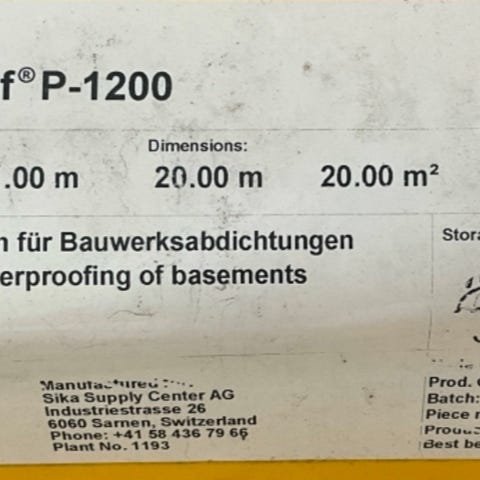 f® P-1200
Dimensions:
.00 m 20.00 m 20.00 m²
n für Bauwerksabdichtungen
erproofing of basements
Stora
Manufactured
Sika Supply Center AG
Industriestrasse 26
6060 Sarnen, Switzerland
Phone: +41 58 436 79 66
Plant No. 1193
Prod.
Batch:
Piece
Best be